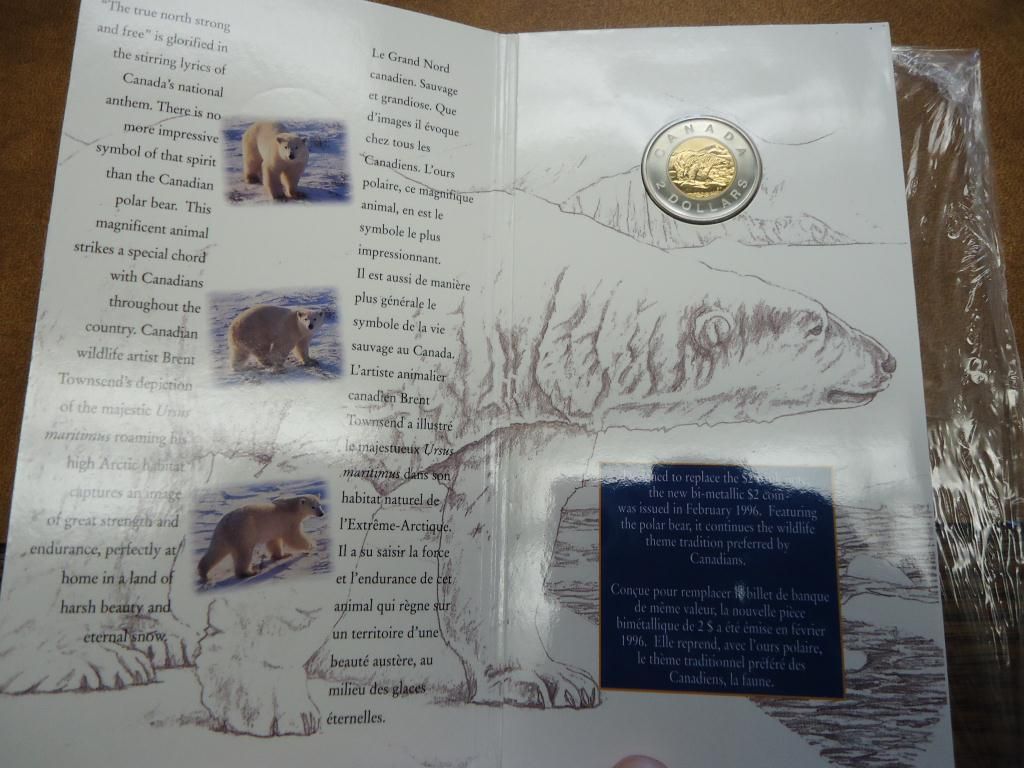 "The true north strong
and free" is glorified in
the stirring lyrics of
Canada's national
anthem. There is no
more impressive
symbol of that spirit
than the Canadian
polar bear. This
magnificent animal
strikes a special chord
with Canadians
throughout the
country. Canadian
wildlife artist Brent
Townsend's depiction
of the majestic Ursus
maritimus roaming his
high Arctic habitat
captures an image
of great strength and
endurance, perfectly at
home in a land of
harsh beauty and
eternal snow.
Le Grand Nord
canadien. Sauvage
et grandiose. Que
d'images il évoque
chez tous les
Canadiens. L'ours
polaire, ce magnifique
animal, en est le
symbole le plus
impressionnant.
Il est aussi de manière
plus générale le
symbole de la vie
sauvage au Canada.
L'artiste animalier
canadien Brent
Townsend a illustré
le majestueux Ursus
maritimus dans son
habitat naturel de
l'Extrême-Arctique.
Il a su saisir la force
et l'endurance de cet
animal qui règne sur
un territoire d'une
beauté austère, au
milieu des glaces
éternelles.
CANADA
2 DOLLARS
to replace the $2
the new bi-metallic $2 coin
was issued in February 1996. Featuring
the polar bear, it continues the wildlife
theme tradition preferred by
Canadians.
Conçue pour remplacer le billet de banque
de même valeur, la nouvelle pièce
bimétallique de 2 $ a été émise en février
1996. Elle reprend, avec l'ours polaire,
le thème traditionnel préféré des
Canadiens, la faune.